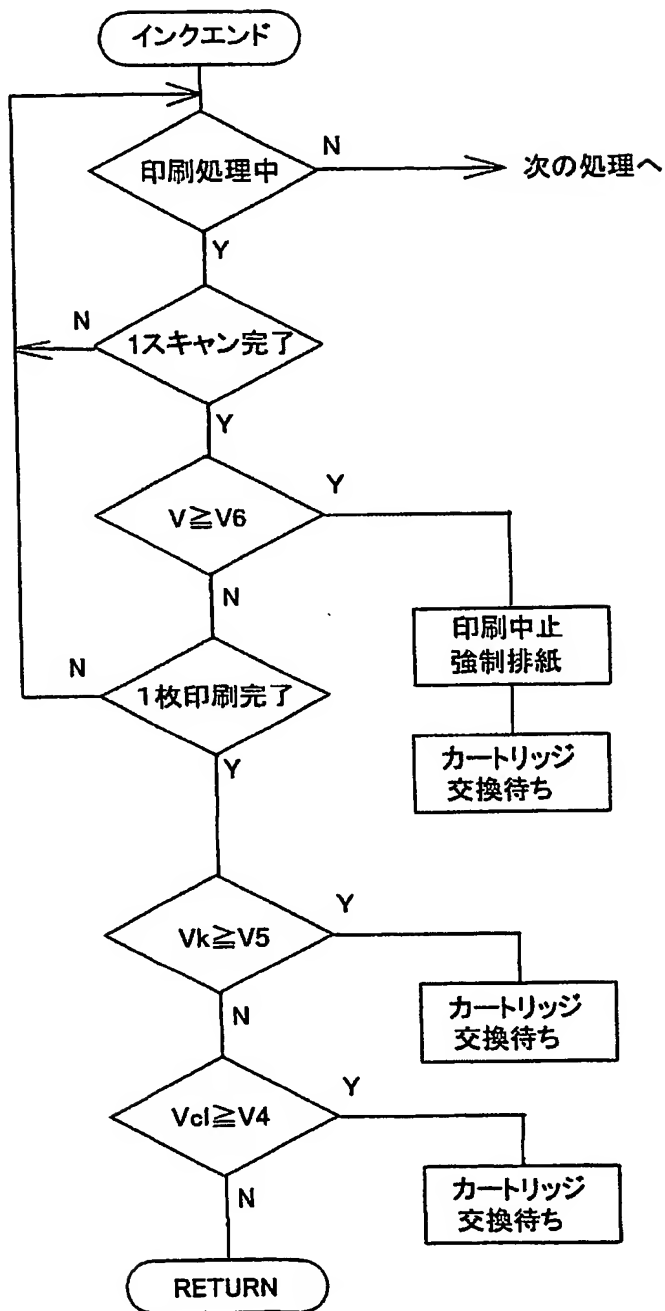 インクエンド
印刷処理中
N
次の処理へ
Y
N
1スキャン完了
Y
V≧V6
Y
N
印刷中止
強制排紙
N
1枚印刷完了
Y
カートリッジ
交換待ち
Vk≧V5
Y
N
カートリッジ
交換待ち
Vcl≧V4
Y
N
カートリッジ
交換待ち
RETURN